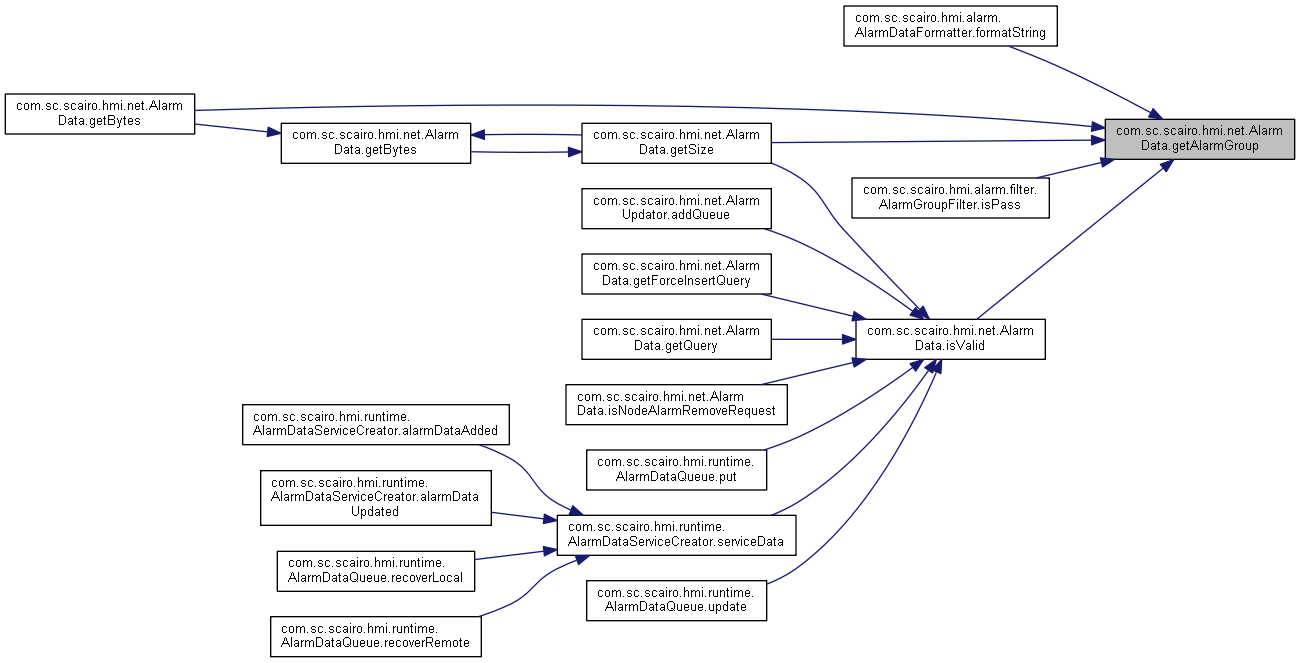 com.sc.scairo.hmi.alarm.
AlarmDataFormatter.formatString
com.sc.scairo.hmi.net.Alarm
Data.getBytes
com.sc.scairo.hmi.net.Alarm
Data.getBytes
com.sc.scairo.hmi.net.Alarm
Data.getSize
com.sc.scairo.hmi.net.Alarm
Data.getAlarmGroup
com.sc.scairo.hmi.alarm.filter.
AlarmGroupFilter.isPass
com.sc.scairo.hmi.net.Alarm
Updator.addQueue
com.sc.scairo.hmi.net.Alarm
Data.getForceInsertQuery
com.sc.scairo.hmi.net.Alarm
Data.getQuery
com.sc.scairo.hmi.net.Alarm
Data.isValid
com.sc.scairo.hmi.net.Alarm
Data.isNodeAlarmRemoveRequest
com.sc.scairo.hmi.runtime.
AlarmDataServiceCreator.alarmDataAdded
com.sc.scairo.hmi.runtime.
AlarmDataQueue.put
com.sc.scairo.hmi.runtime.
AlarmDataServiceCreator.alarmData
Updated
com.sc.scairo.hmi.runtime.
AlarmDataServiceCreator.serviceData
com.sc.scairo.hmi.runtime.
AlarmDataQueue.recoverLocal
com.sc.scairo.hmi.runtime.
AlarmDataQueue.update
com.sc.scairo.hmi.runtime.
AlarmDataQueue.recoverRemote